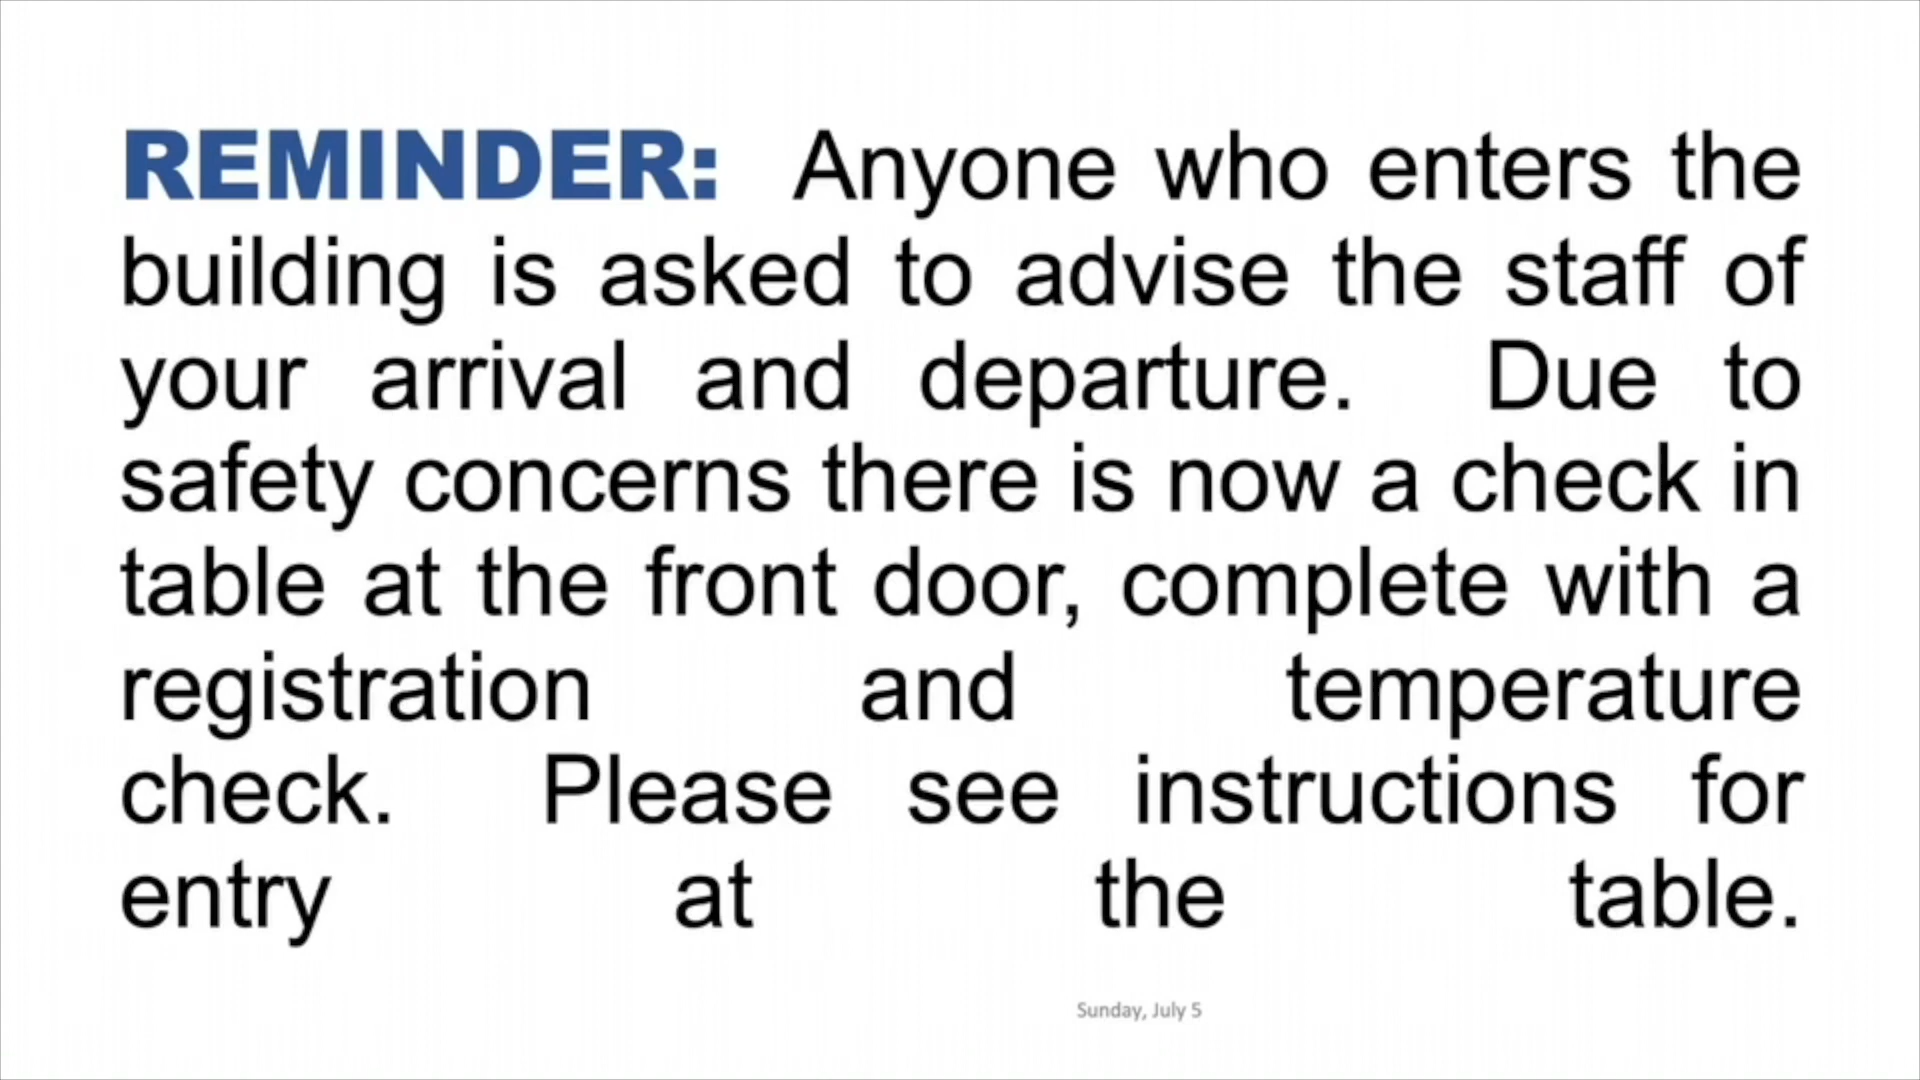 REMINDER: Anyone who enters the
building is asked to advise the staff of
your arrival and departure. Due to
safety concerns there is now a check in
table at the front door, complete with a
registration and temperature
check. Please see instructions for
entry at the table.
Sunday, July 5